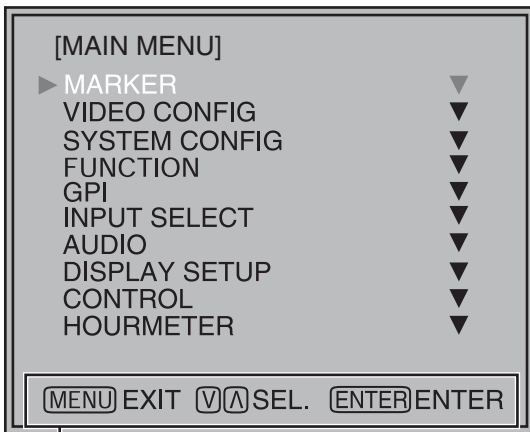 [MAIN MENU]
▶ MARKER ▼
VIDEO CONFIG ▼
SYSTEM CONFIG ▼
FUNCTION ▼
GPI ▼
INPUT SELECT ▼
AUDIO ▼
DISPLAY SETUP ▼
CONTROL ▼
HOURMETER ▼
MENU EXIT V Λ SEL. ENTER ENTER